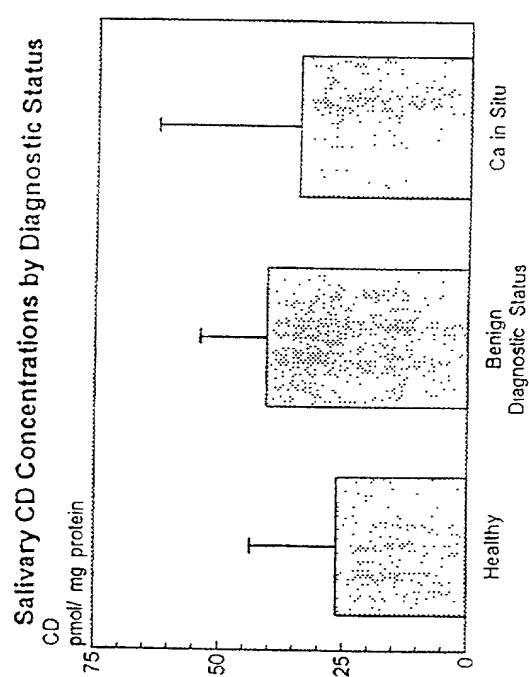 Salivary CD Concentrations by Diagnostic Status
CD
pmol/ mg protein
75
50
25
0
Healthy
Benign
Ca in Situ
Diagnostic Status